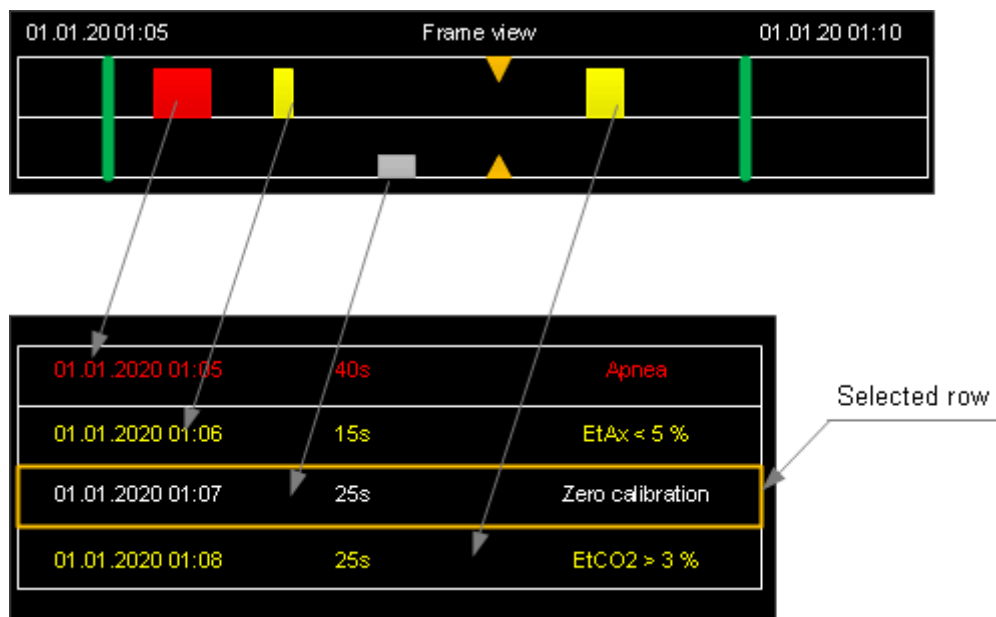 01.01.20 01:05 Frame view 01.01.20 01:10
01.01.2020 01:05 40s Apnea
Selected row
01.01.2020 01:06 15s EtAx < 5 %
01.01.2020 01:07 25s Zero calibration
01.01.2020 01:08 25s EtCO2 > 3 %